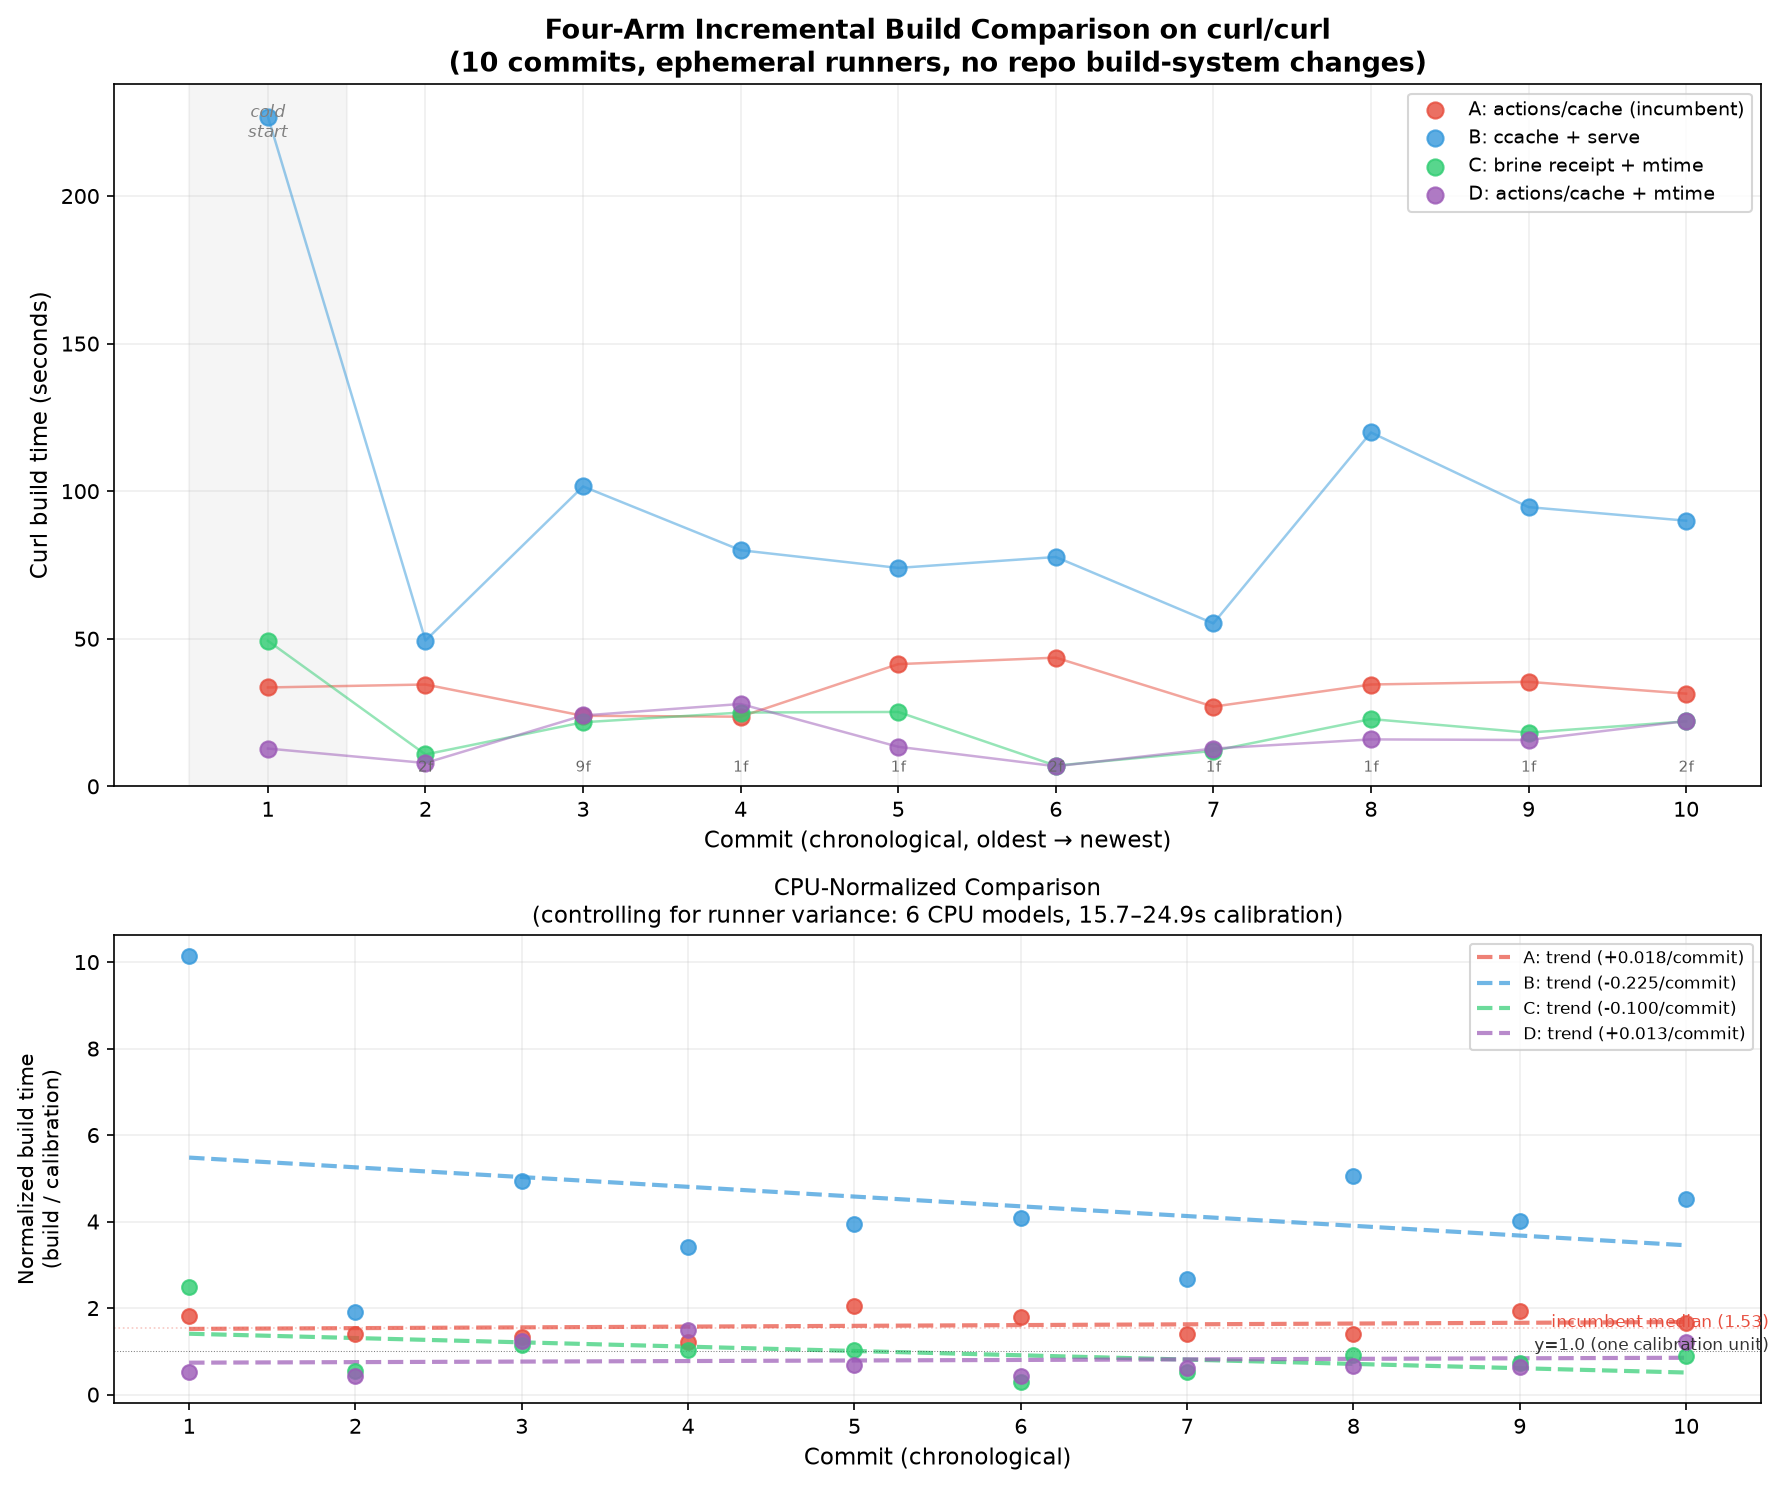 Four-Arm Incremental Build Comparison on curl/curl
(10 commits, ephemeral runners, no repo build-system changes)
cold
start
A: actions/cache (incumbent)
B: ccache + serve
C: brine receipt + mtime
D: actions/cache + mtime
Curl build time (seconds)
200
150
100
50
0
2f
9f
1f
1f
2f
1f
1f
1f
2f
1
2
3
4
5
6
7
8
9
10
Commit (chronological, oldest → newest)
CPU-Normalized Comparison
(controlling for runner variance: 6 CPU models, 15.7–24.9s calibration)
A: trend (+0.018/commit)
B: trend (-0.225/commit)
C: trend (-0.100/commit)
D: trend (+0.013/commit)
Normalized build time
(build / calibration)
10
8
6
4
2
0
incumbent median (1.53)
y=1.0 (one calibration unit)
1
2
3
4
5
6
7
8
9
10
Commit (chronological)